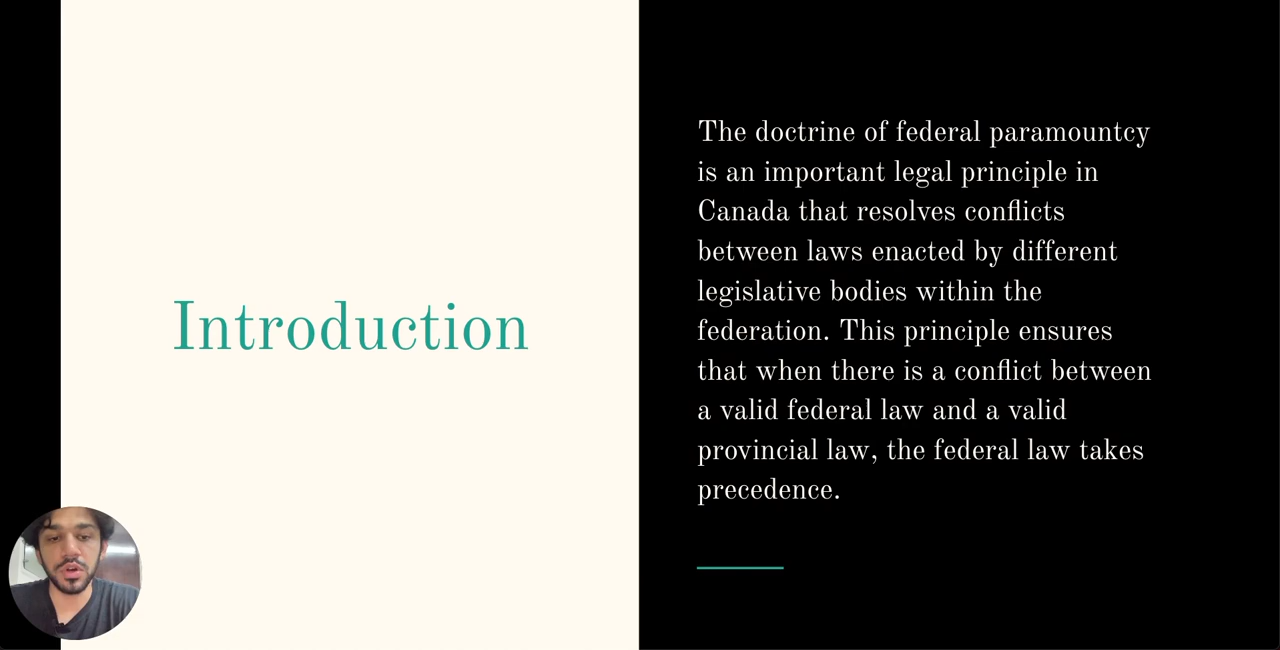 Introduction
The doctrine of federal paramountcy
is an important legal principle in
Canada that resolves conflicts
between laws enacted by different
legislative bodies within the
federation. This principle ensures
that when there is a conflict between
a valid federal law and a valid
provincial law, the federal law takes
precedence.